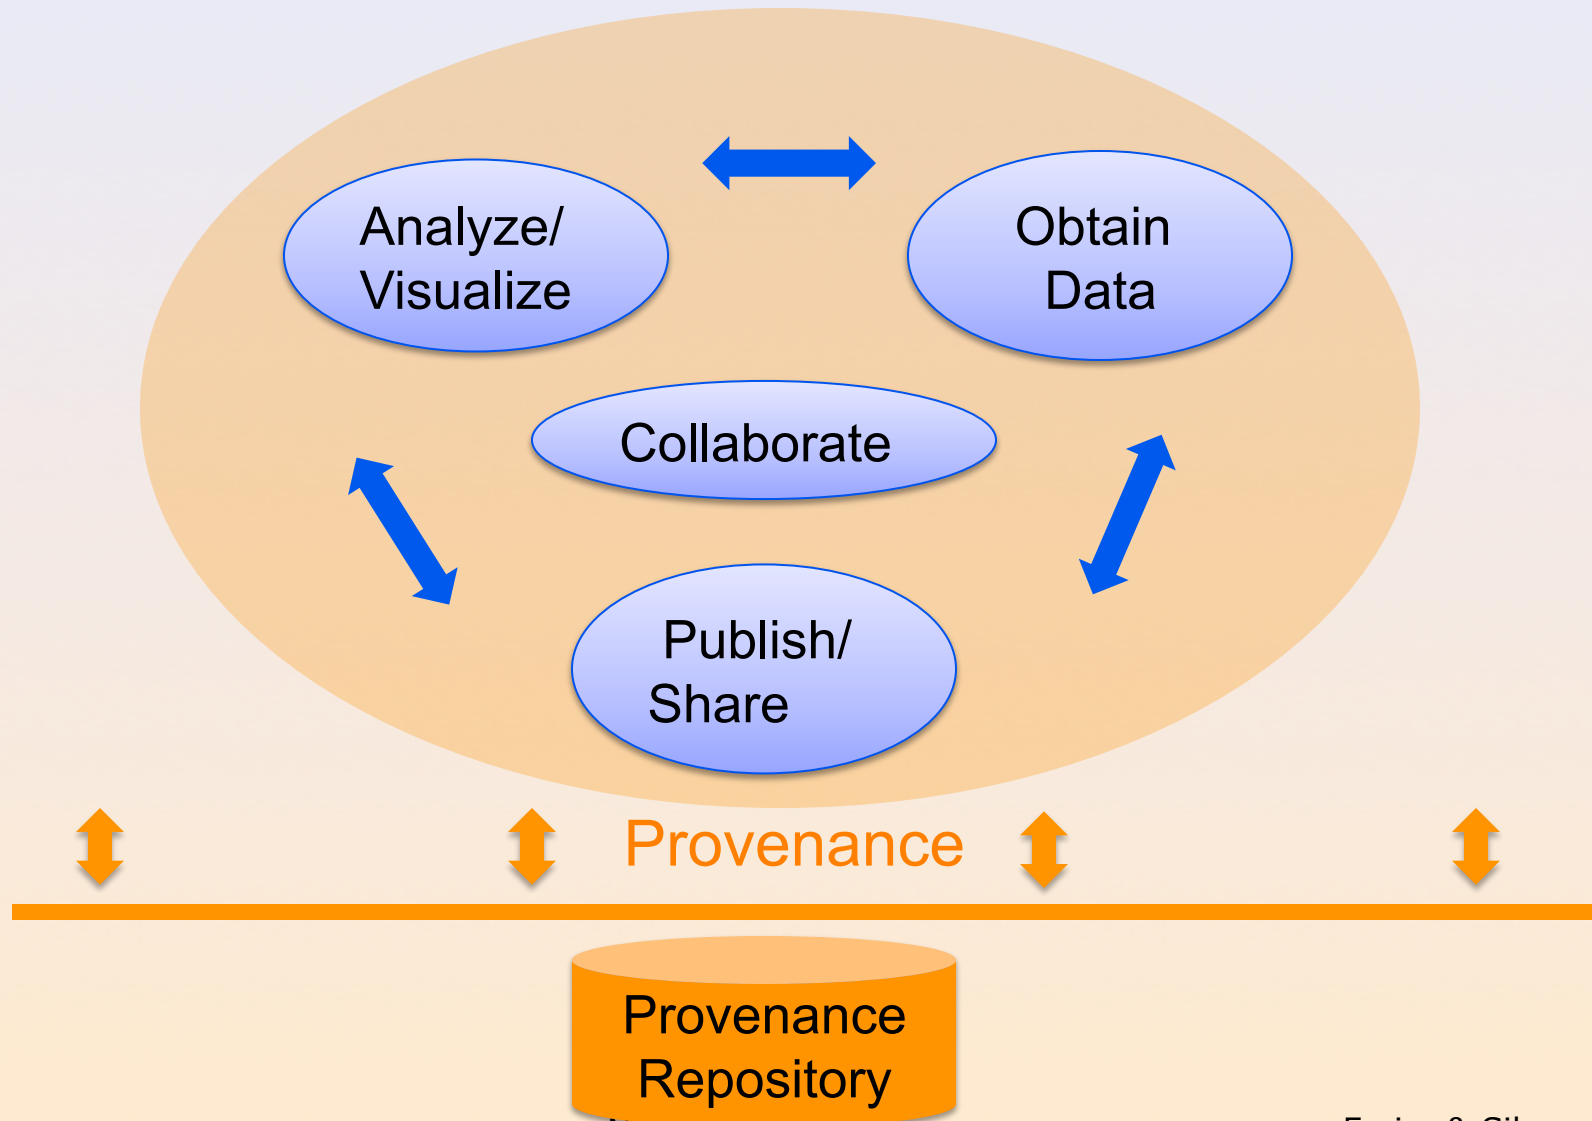 Analyze/
Visualize
Obtain
Data
Collaborate
Publish/
Share
Provenance
Provenance
Repository